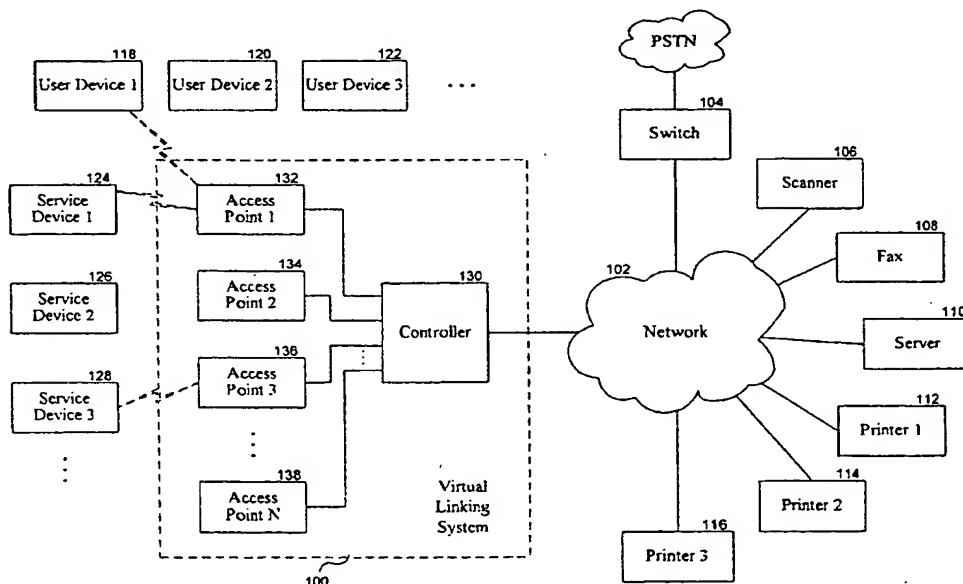 PSTN
118
User Device 1
120
User Device 2
122
User Device 3
...
104
Switch
106
Scanner
108
Fax
110
Server
112
Printer 1
114
Printer 2
116
Printer 3
102
Network
124
Service
Device 1
126
Service
Device 2
128
Service
Device 3
132
Access
Point 1
134
Access
Point 2
136
Access
Point 3
138
Access
Point N
130
Controller
Virtual
Linking
System
100